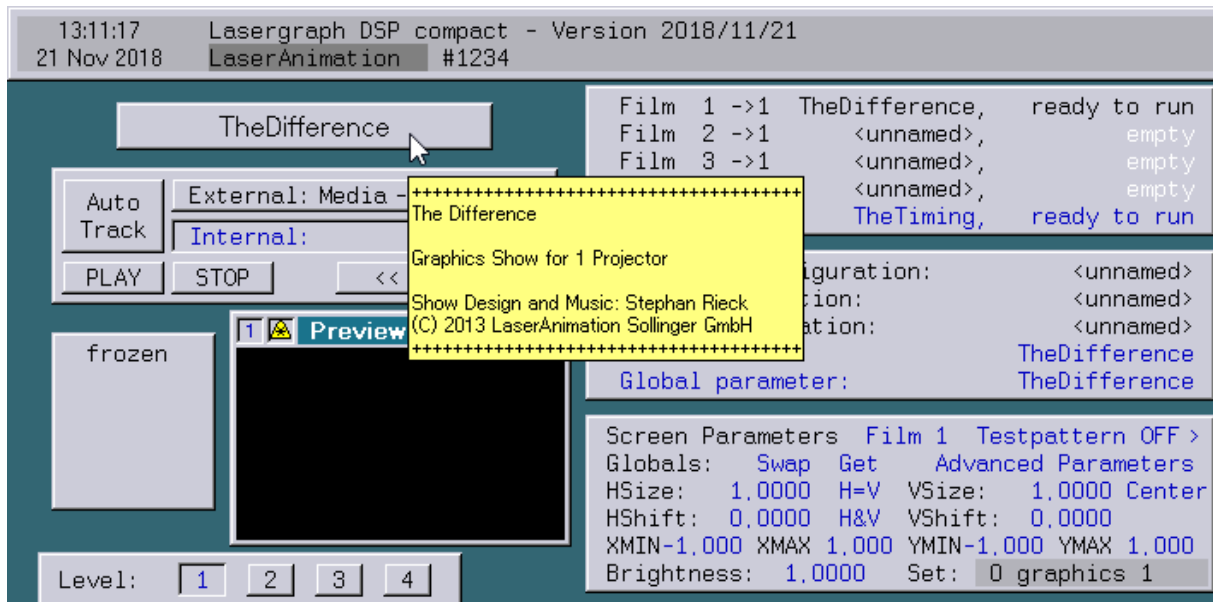 13:11:17 Lasergraph DSP compact - Version 2018/11/21
21 Nov 2018 LaserAnimation #1234
TheDifference
Auto Track
External: Media -
Internal:
PLAY STOP <<
++++++++++++++++++++++++++++++++++++++
The Difference
Graphics Show for 1 Projector
Show Design and Music: Stephan Rieck
(C) 2013 LaserAnimation Sollinger GmbH
++++++++++++++++++++++++++++++++++++++
frozen
1 Preview
Level: 1 2 3 4
Film 1 ->1 TheDifference, ready to run
Film 2 ->1 <unnamed>, empty
Film 3 ->1 <unnamed>, empty
<unnamed>, empty
TheTiming, ready to run
iguration: <unnamed>
tion: <unnamed>
ation: <unnamed>
TheDifference
Global parameter: TheDifference
Screen Parameters Film 1 Testpattern OFF >
Globals: Swap Get Advanced Parameters
HSize: 1,0000 H=V VSize: 1,0000 Center
HShift: 0,0000 H&V VShift: 0,0000
XMIN-1,000 XMAX 1,000 YMIN-1,000 YMAX 1,000
Brightness: 1,0000 Set: 0 graphics 1